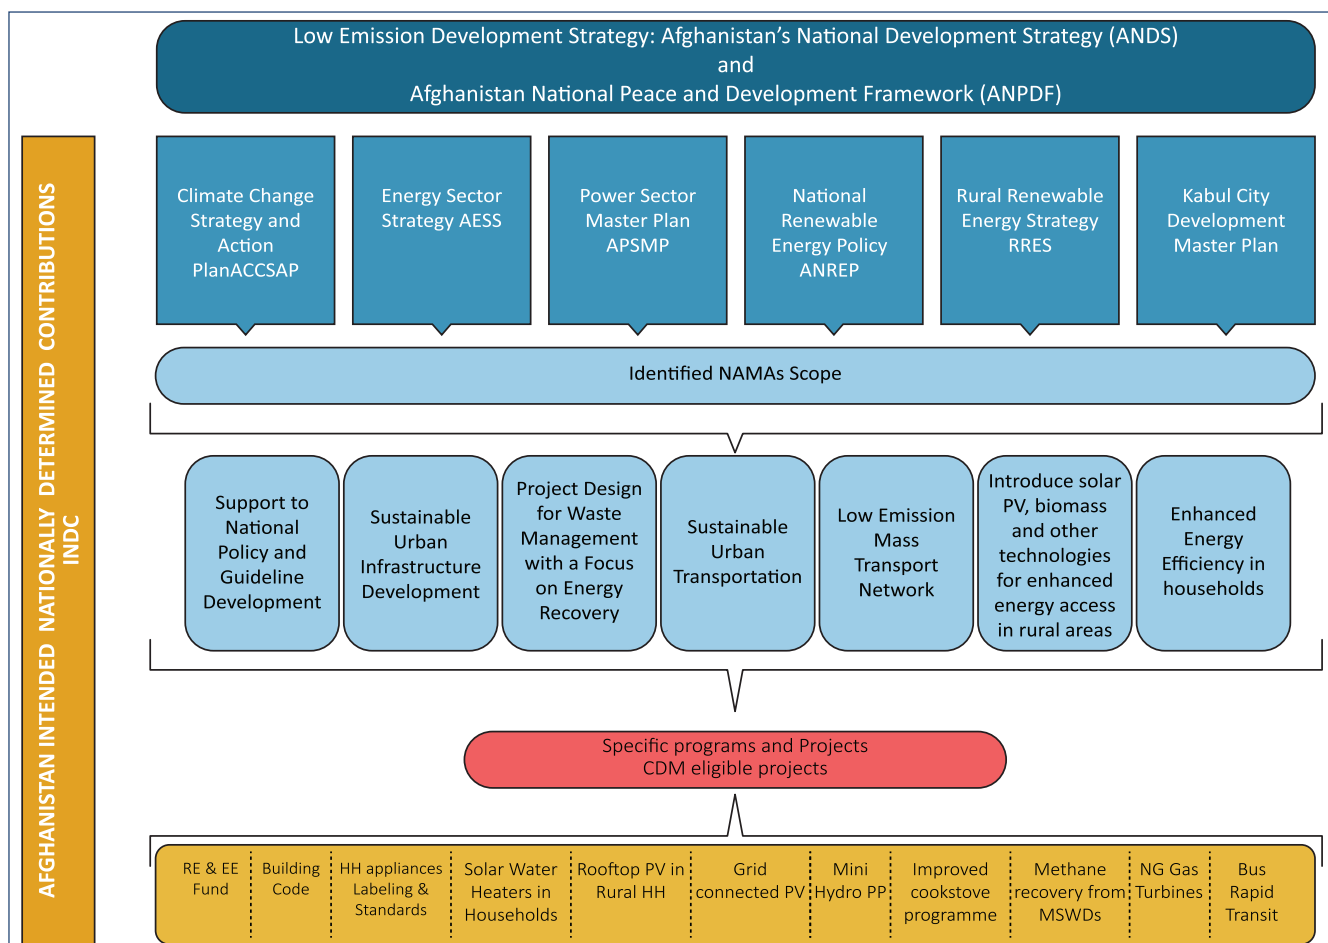 Low Emission Development Strategy: Afghanistan's National Development Strategy (ANDS)
and
Afghanistan National Peace and Development Framework (ANPDF)
AFGHANISTAN INTENDED NATIONALLY DETERMINED CONTRIBUTIONS
INDC
Climate Change
Strategy and
Action
PlanACCSAP
Energy Sector
Strategy AESS
Power Sector
Master Plan
APSMP
National
Renewable
Energy Policy
ANREP
Rural Renewable
Energy Strategy
RRES
Kabul City
Development
Master Plan
Identified NAMAs Scope
Support to
National
Policy and
Guideline
Development
Sustainable
Urban
Infrastructure
Development
Project Design
for Waste
Management
with a Focus
on Energy
Recovery
Sustainable
Urban
Transportation
Low Emission
Mass
Transport
Network
Introduce solar
PV, biomass
and other
technologies
for enhanced
energy access
in rural areas
Enhanced
Energy
Efficiency in
households
Specific programs and Projects
CDM eligible projects
RE & EE
Fund
Building
Code
HH appliances
Labeling &
Standards
Solar Water
Heaters in
Households
Rooftop PV in
Rural HH
Grid
connected PV
Mini
Hydro PP
Improved
cookstove
programme
Methane
recovery from
MSWDs
NG Gas
Turbines
Bus
Rapid
Transit